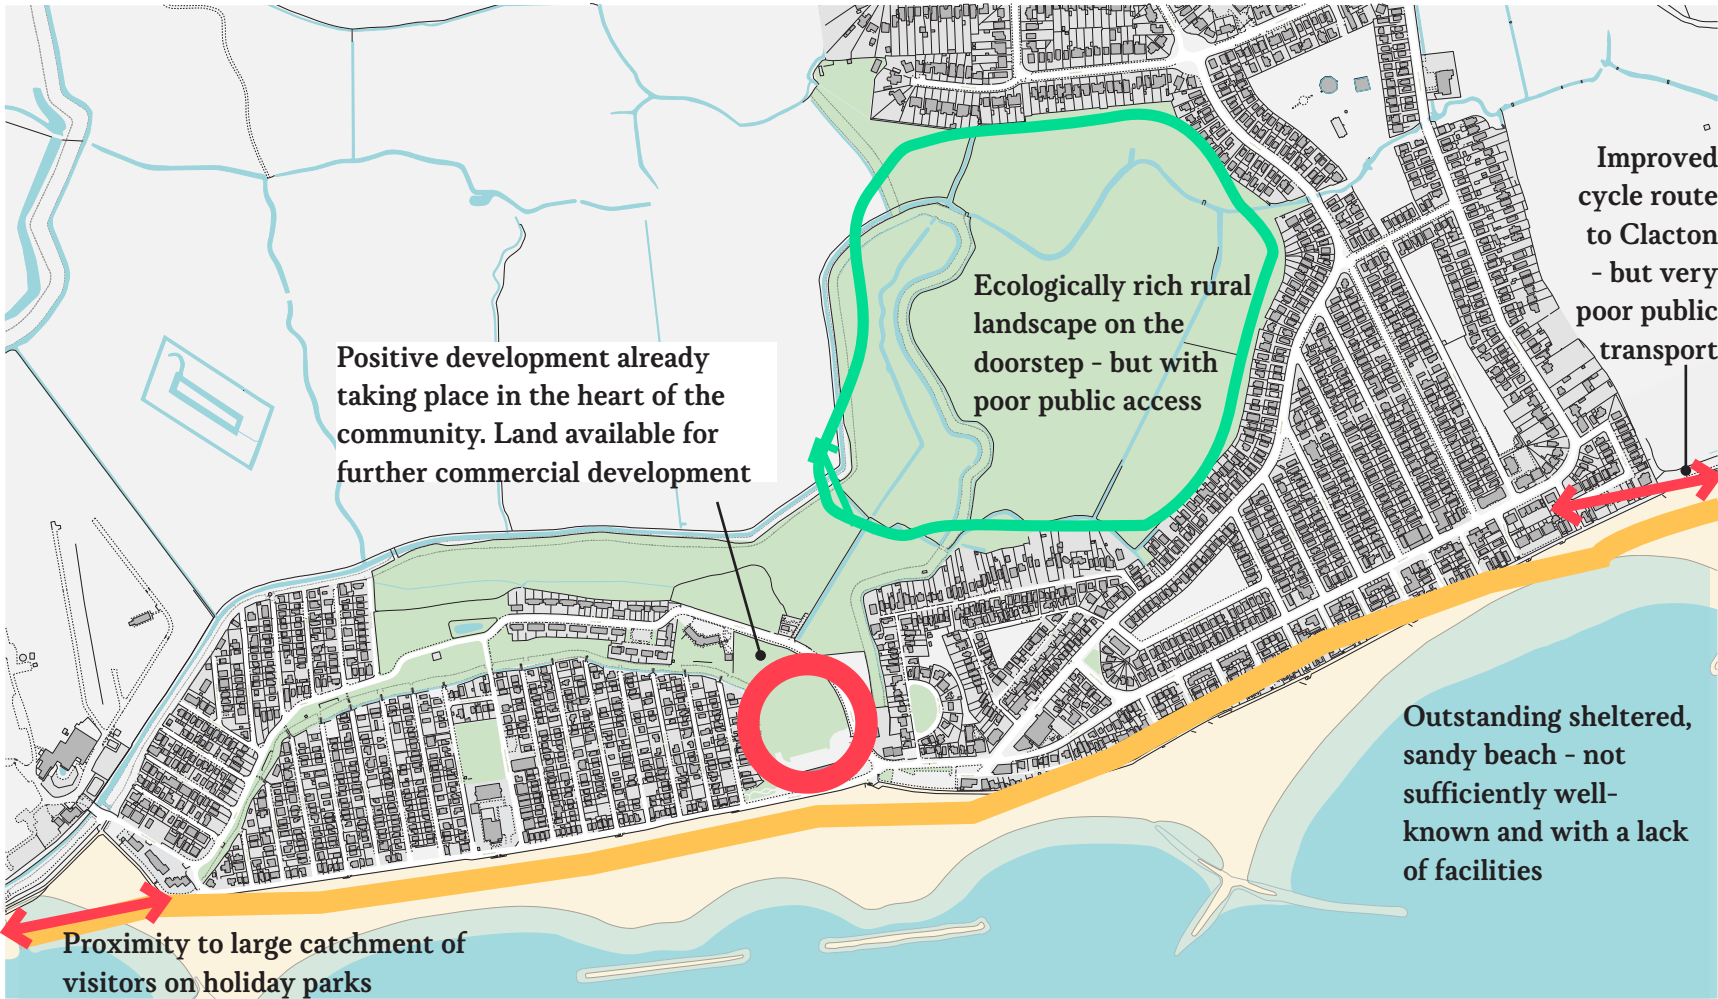 Improved
cycle route
to Clacton
- but very
poor public
transport
Ecologically rich rural
landscape on the
doorstep - but with
poor public access
Positive development already
taking place in the heart of the
community. Land available for
further commercial development
Outstanding sheltered,
sandy beach - not
sufficiently well-
known and with a lack
of facilities
Proximity to large catchment of
visitors on holiday parks